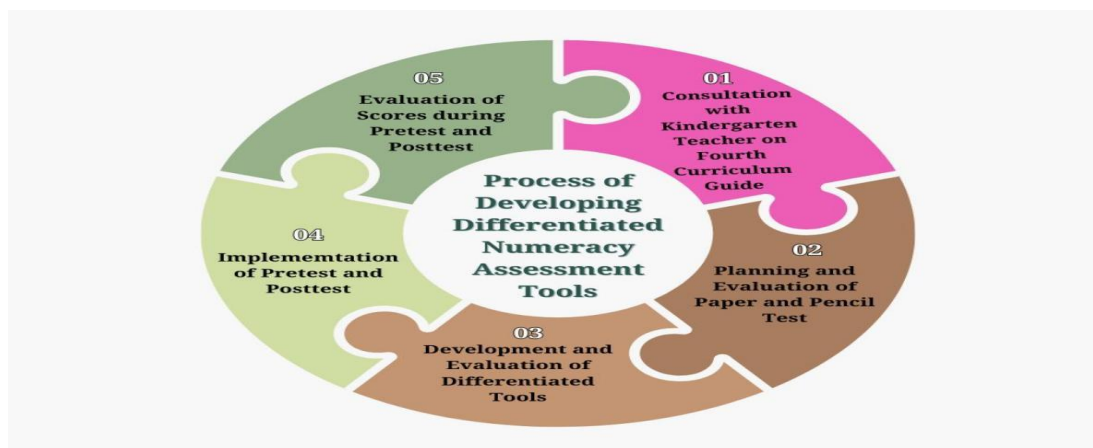 Process of
Developing
Differentiated
Numeracy
Assessment
Tools
01
Consultation
with
Kindergarten
Teacher on
Fourth
Curriculum
Guide
02
Planning and
Evaluation of
Paper and Pencil
Test
03
Development and
Evaluation of
Differentiated
Tools
04
Implememtation
of Pretest and
Posttest
05
Evaluation of
Scores during
Pretest and
Posttest